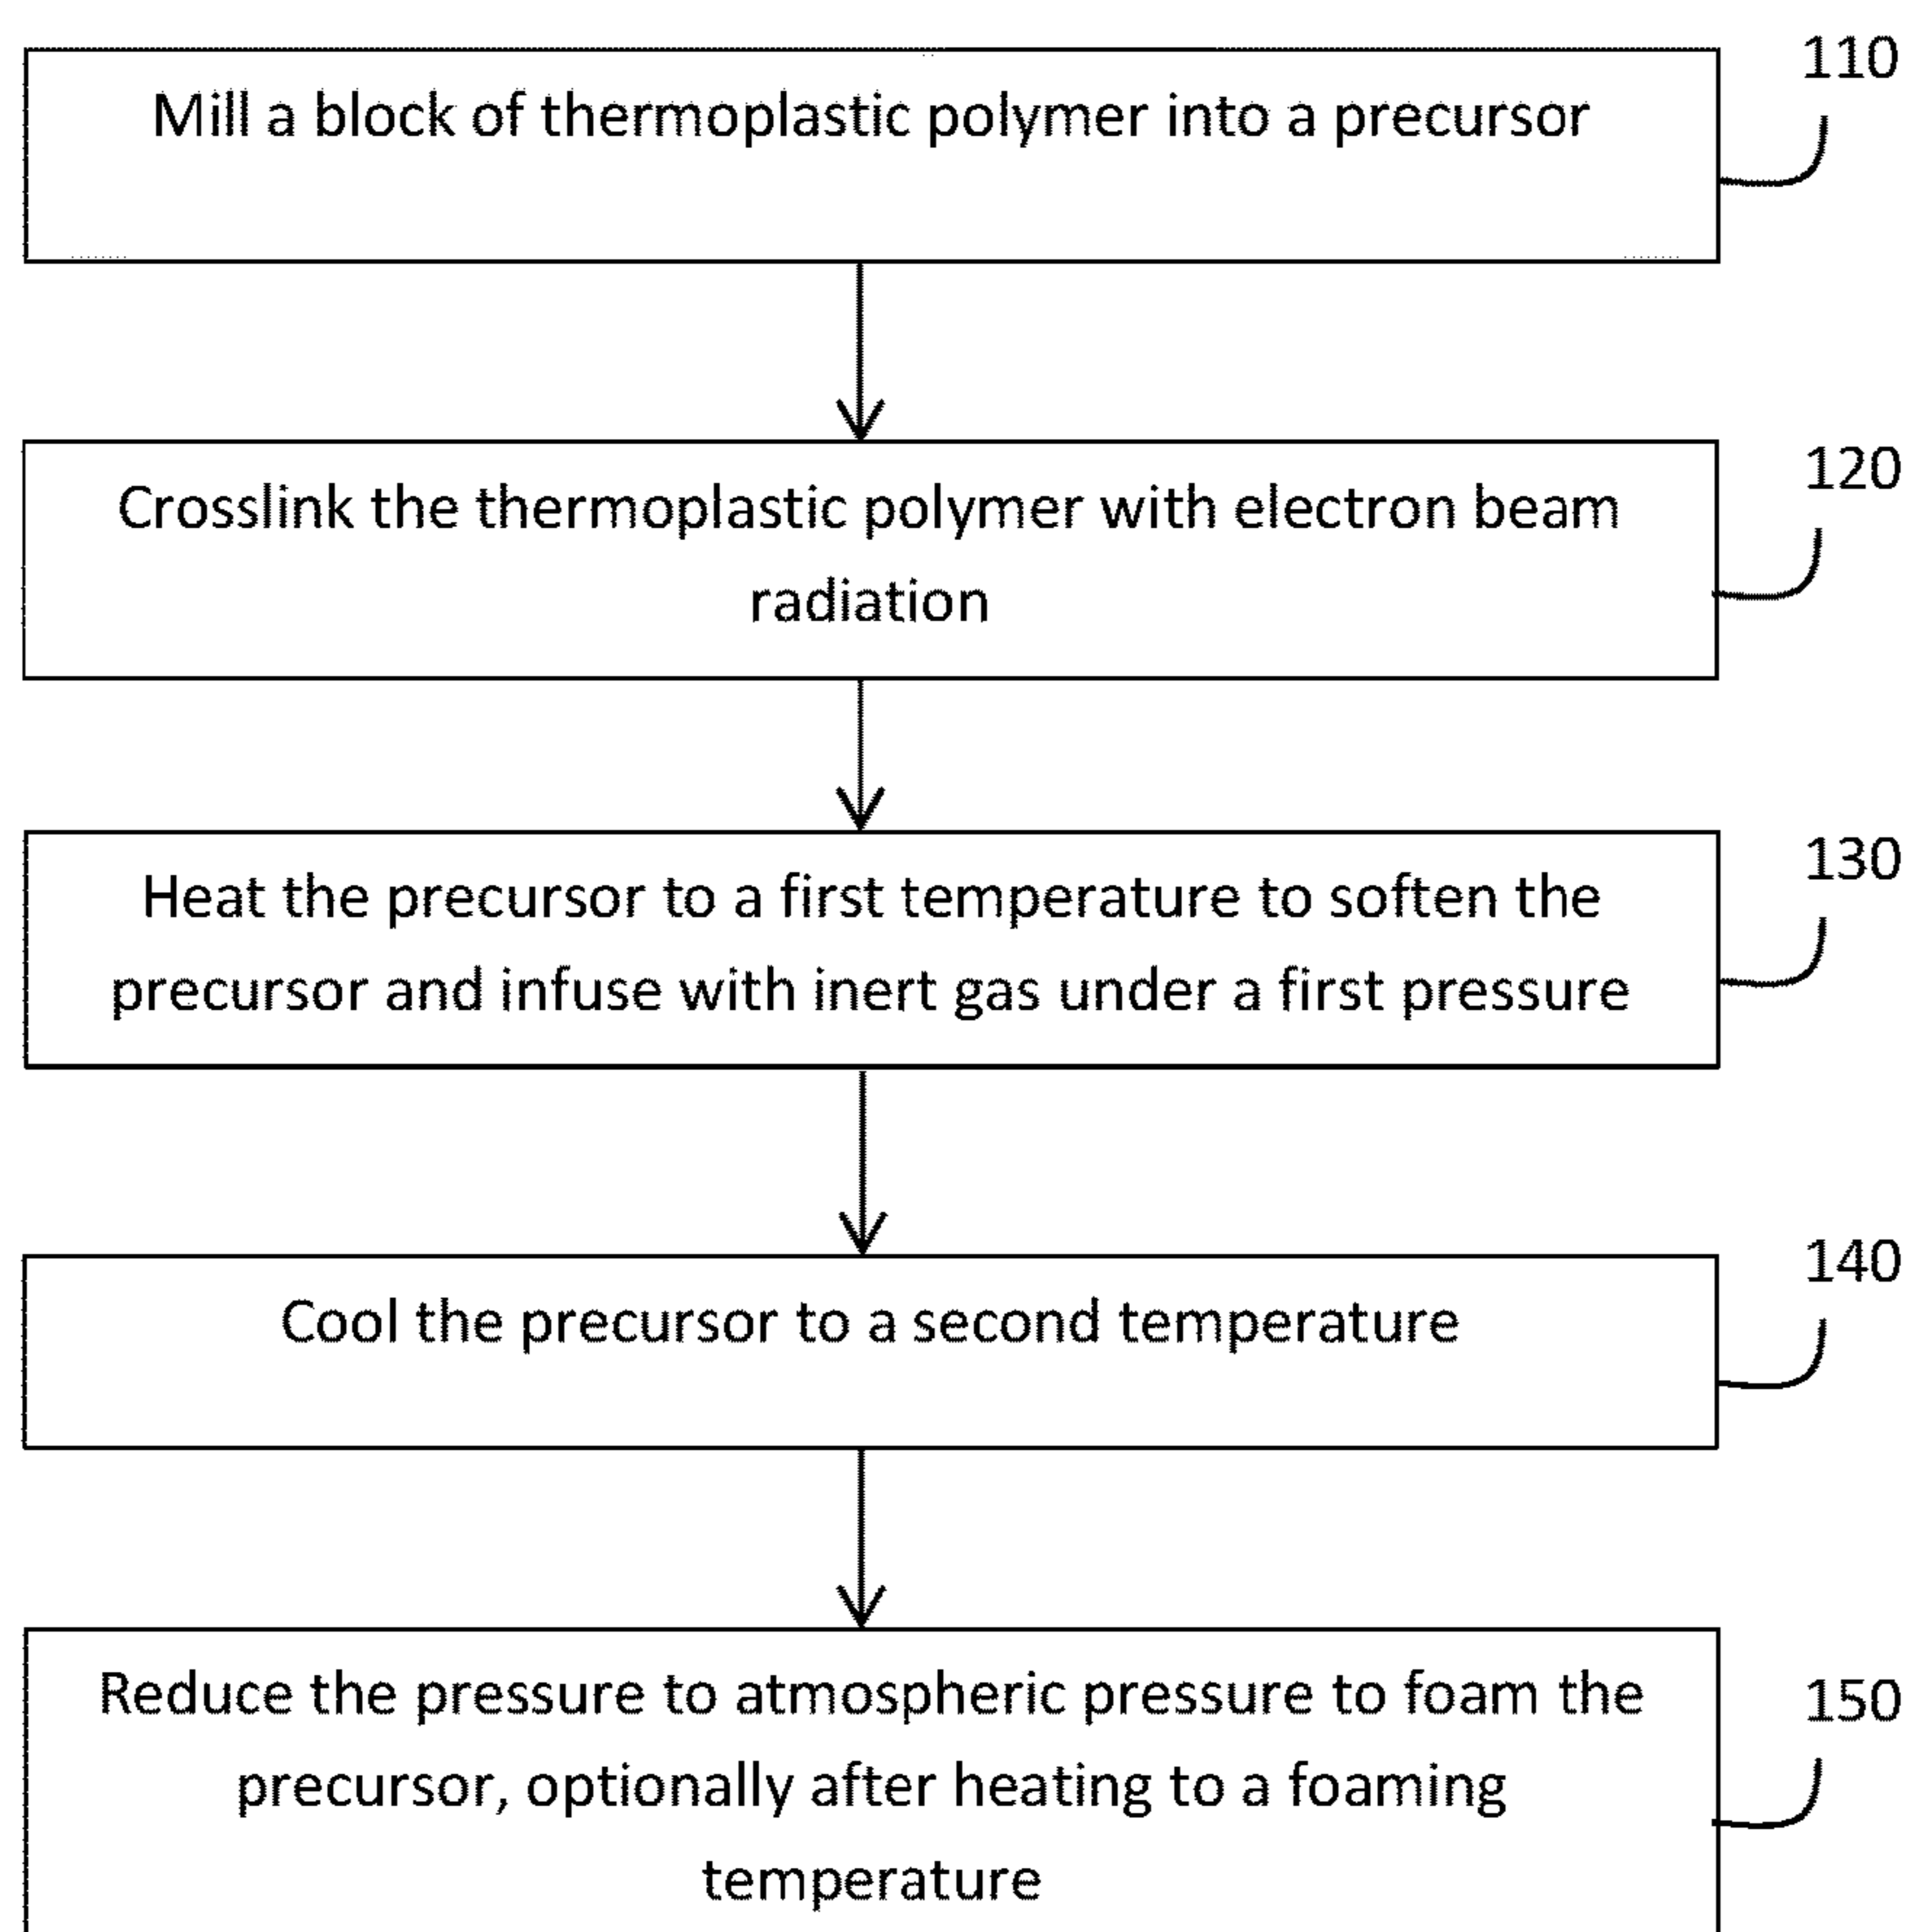 110
Mill a block of thermoplastic polymer into a precursor
120
Crosslink the thermoplastic polymer with electron beam
radiation
130
Heat the precursor to a first temperature to soften the
precursor and infuse with inert gas under a first pressure
140
Cool the precursor to a second temperature
150
Reduce the pressure to atmospheric pressure to foam the
precursor, optionally after heating to a foaming
temperature